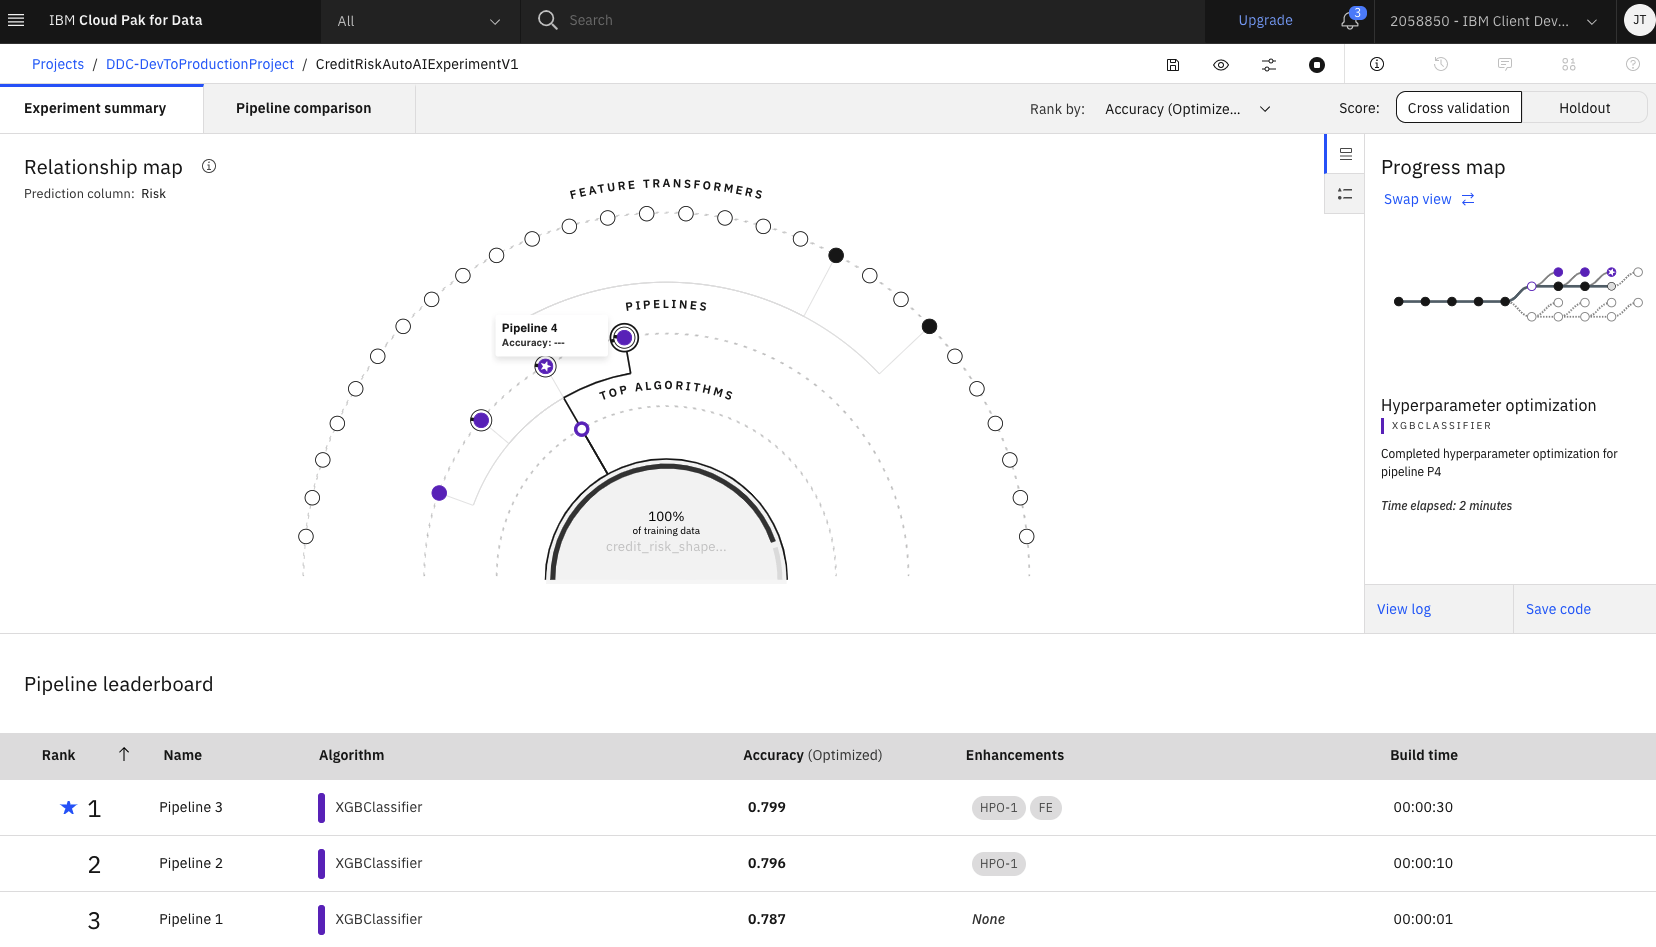 IBM Cloud Pak for Data
All
Search
Upgrade
3
2058850 - IBM Client Dev...
JT
Projects / DDC-DevToProductionProject / CreditRiskAutoAIExperimentV1
Experiment summary
Pipeline comparison
Rank by: Accuracy (Optimize...
Score: Cross validation Holdout
Relationship map
Prediction column: Risk
FEATURE TRANSFORMERS
PIPELINES
Pipeline 4
Accuracy: ---
TOP ALGORITHMS
100%
of training data
credit_risk_shape...
Progress map
Swap view
Hyperparameter optimization
XGBCLASSIFIER
Completed hyperparameter optimization for
pipeline P4
Time elapsed: 2 minutes
View log
Save code
Pipeline leaderboard
Rank Name Algorithm Accuracy (Optimized) Enhancements Build time
1 Pipeline 3 XGBClassifier 0.799 HPO-1 FE 00:00:30
2 Pipeline 2 XGBClassifier 0.796 HPO-1 00:00:10
3 Pipeline 1 XGBClassifier 0.787 None 00:00:01